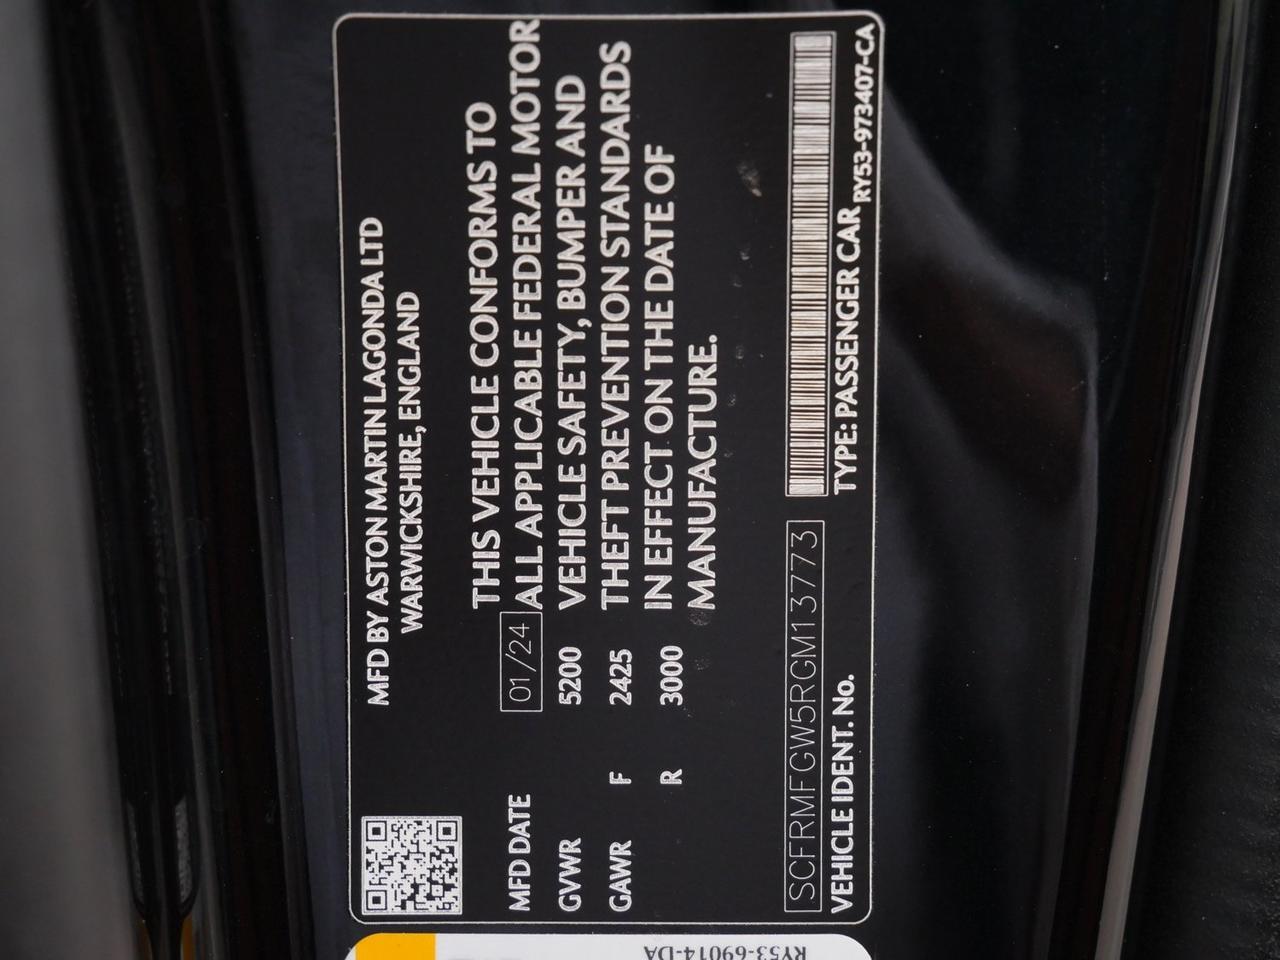 MFD BY ASTON MARTIN LAGONDA LTD
WARWICKSHIRE, ENGLAND
MFD DATE 01/24
GVWR 5200
GAWR F 2425
R 3000
THIS VEHICLE CONFORMS TO
ALL APPLICABLE FEDERAL MOTOR
VEHICLE SAFETY, BUMPER AND
THEFT PREVENTION STANDARDS
IN EFFECT ON THE DATE OF
MANUFACTURE.
SCFRMFGW5RGM13773
VEHICLE IDENT. No.
TYPE: PASSENGER CAR
RY53-973407-CA
RY53-69014-DA